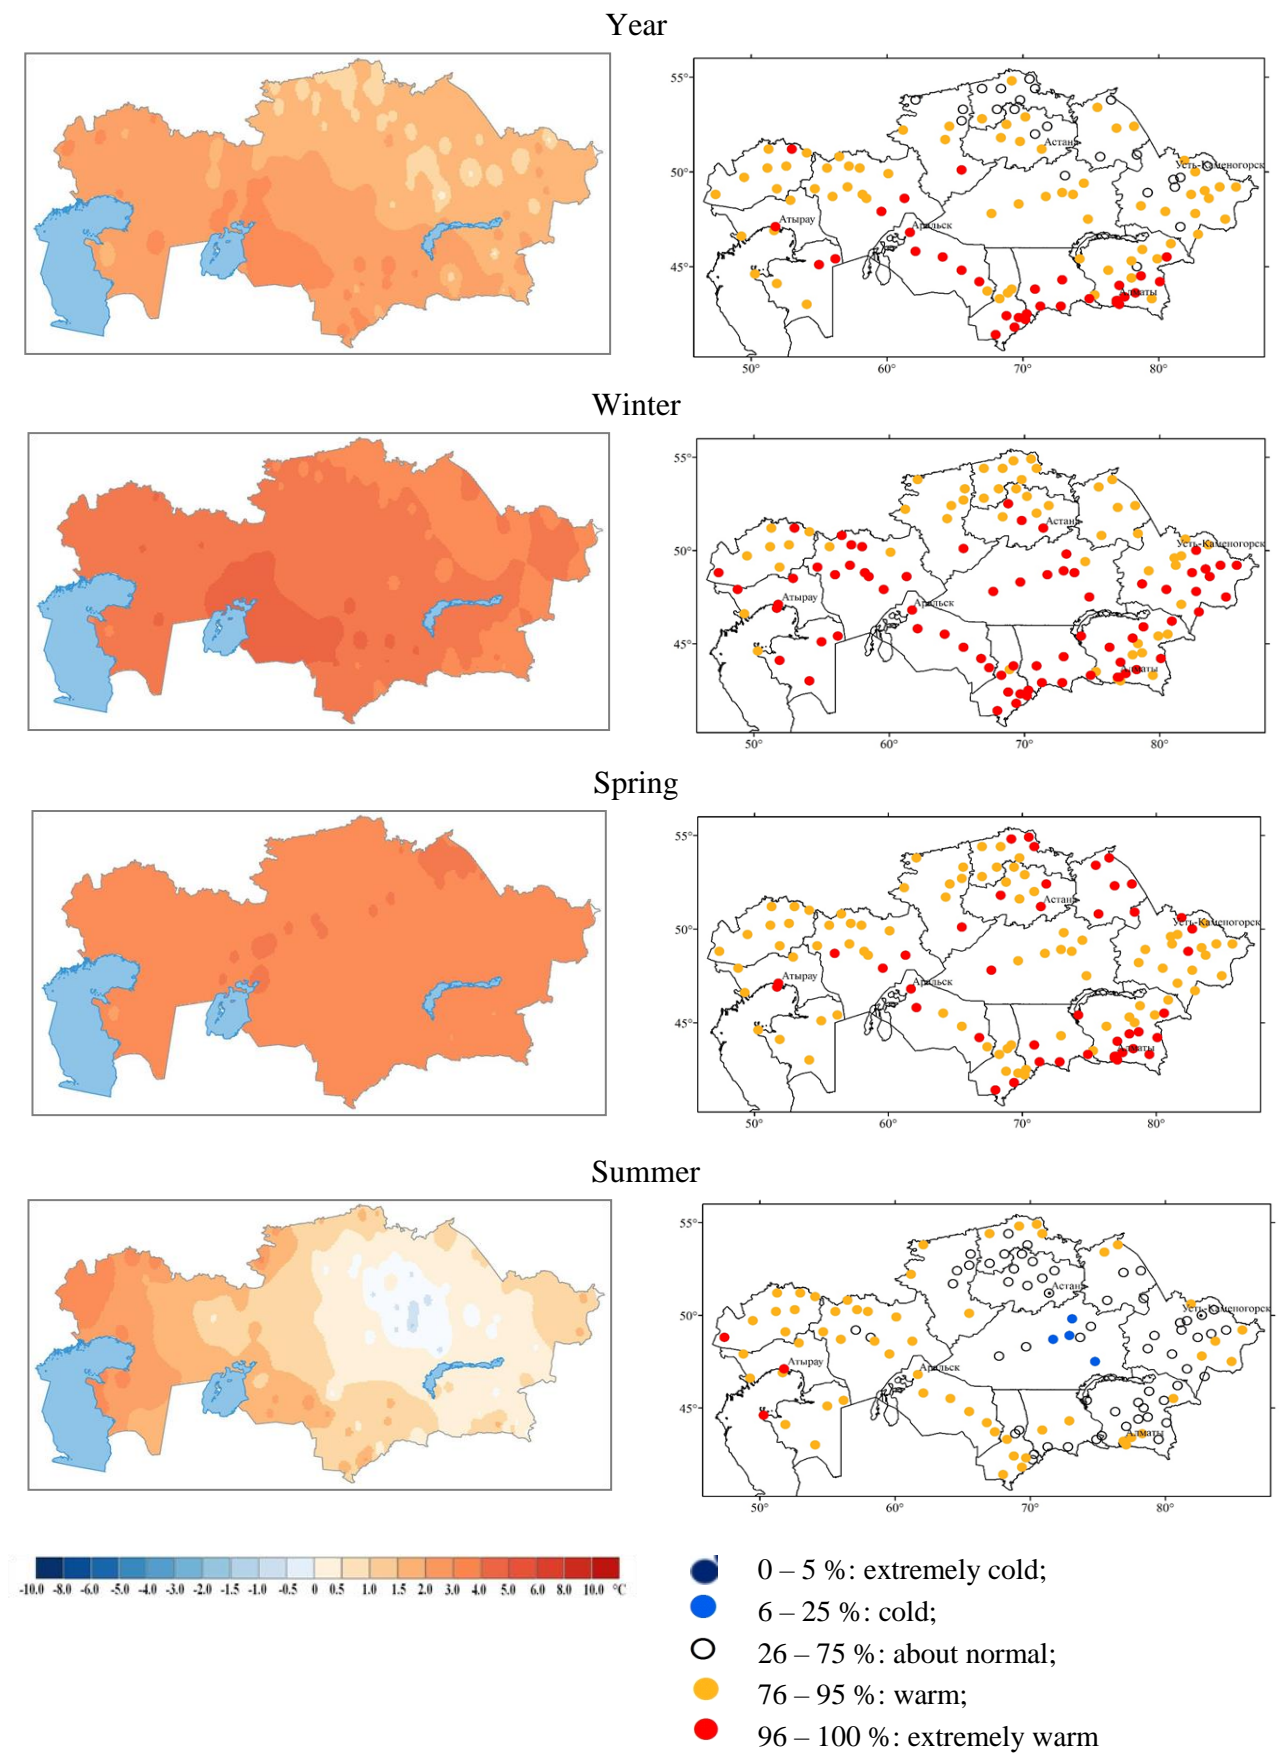 Year
55°
50°
45°
50°
60°
70°
80°
Астана
Усть-Каменогорск
Атырау
Аральск
Алматы
Winter
55°
50°
45°
50°
60°
70°
80°
Астана
Усть-Каменогорск
Атырау
Аральск
Алматы
Spring
55°
50°
45°
50°
60°
70°
80°
Астана
Усть-Каменогорск
Атырау
Аральск
Алматы
Summer
55°
50°
45°
50°
60°
70°
80°
Астана
Усть-Каменогорск
Атырау
Аральск
Алматы
-10.0 -8.0 -6.0 -5.0 -4.0 -3.0 -2.0 -1.5 -1.0 -0.5 0 0.5 1.0 1.5 2.0 3.0 4.0 5.0 6.0 8.0 10.0 °C
0 – 5 %: extremely cold;
6 – 25 %: cold;
26 – 75 %: about normal;
76 – 95 %: warm;
96 – 100 %: extremely warm